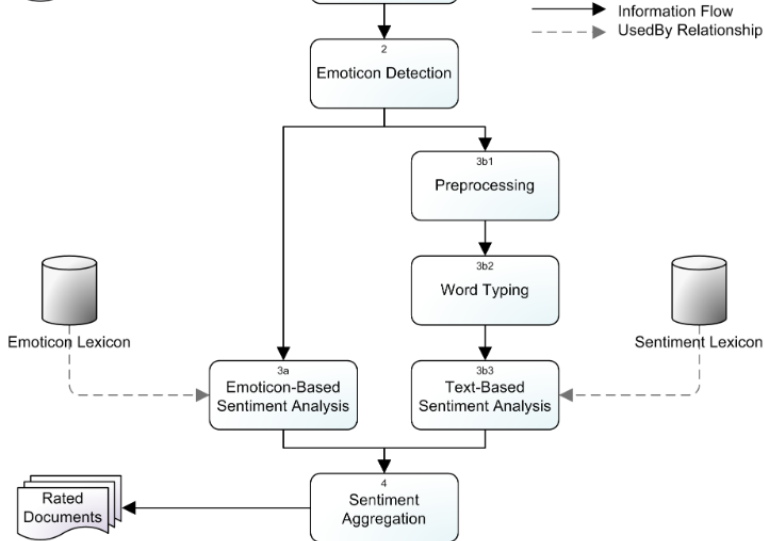 Information Flow
UsedBy Relationship
2
Emoticon Detection
3b1
Preprocessing
3b2
Word Typing
Emoticon Lexicon
Sentiment Lexicon
3a
Emoticon-Based
Sentiment Analysis
3b3
Text-Based
Sentiment Analysis
4
Sentiment
Aggregation
Rated
Documents